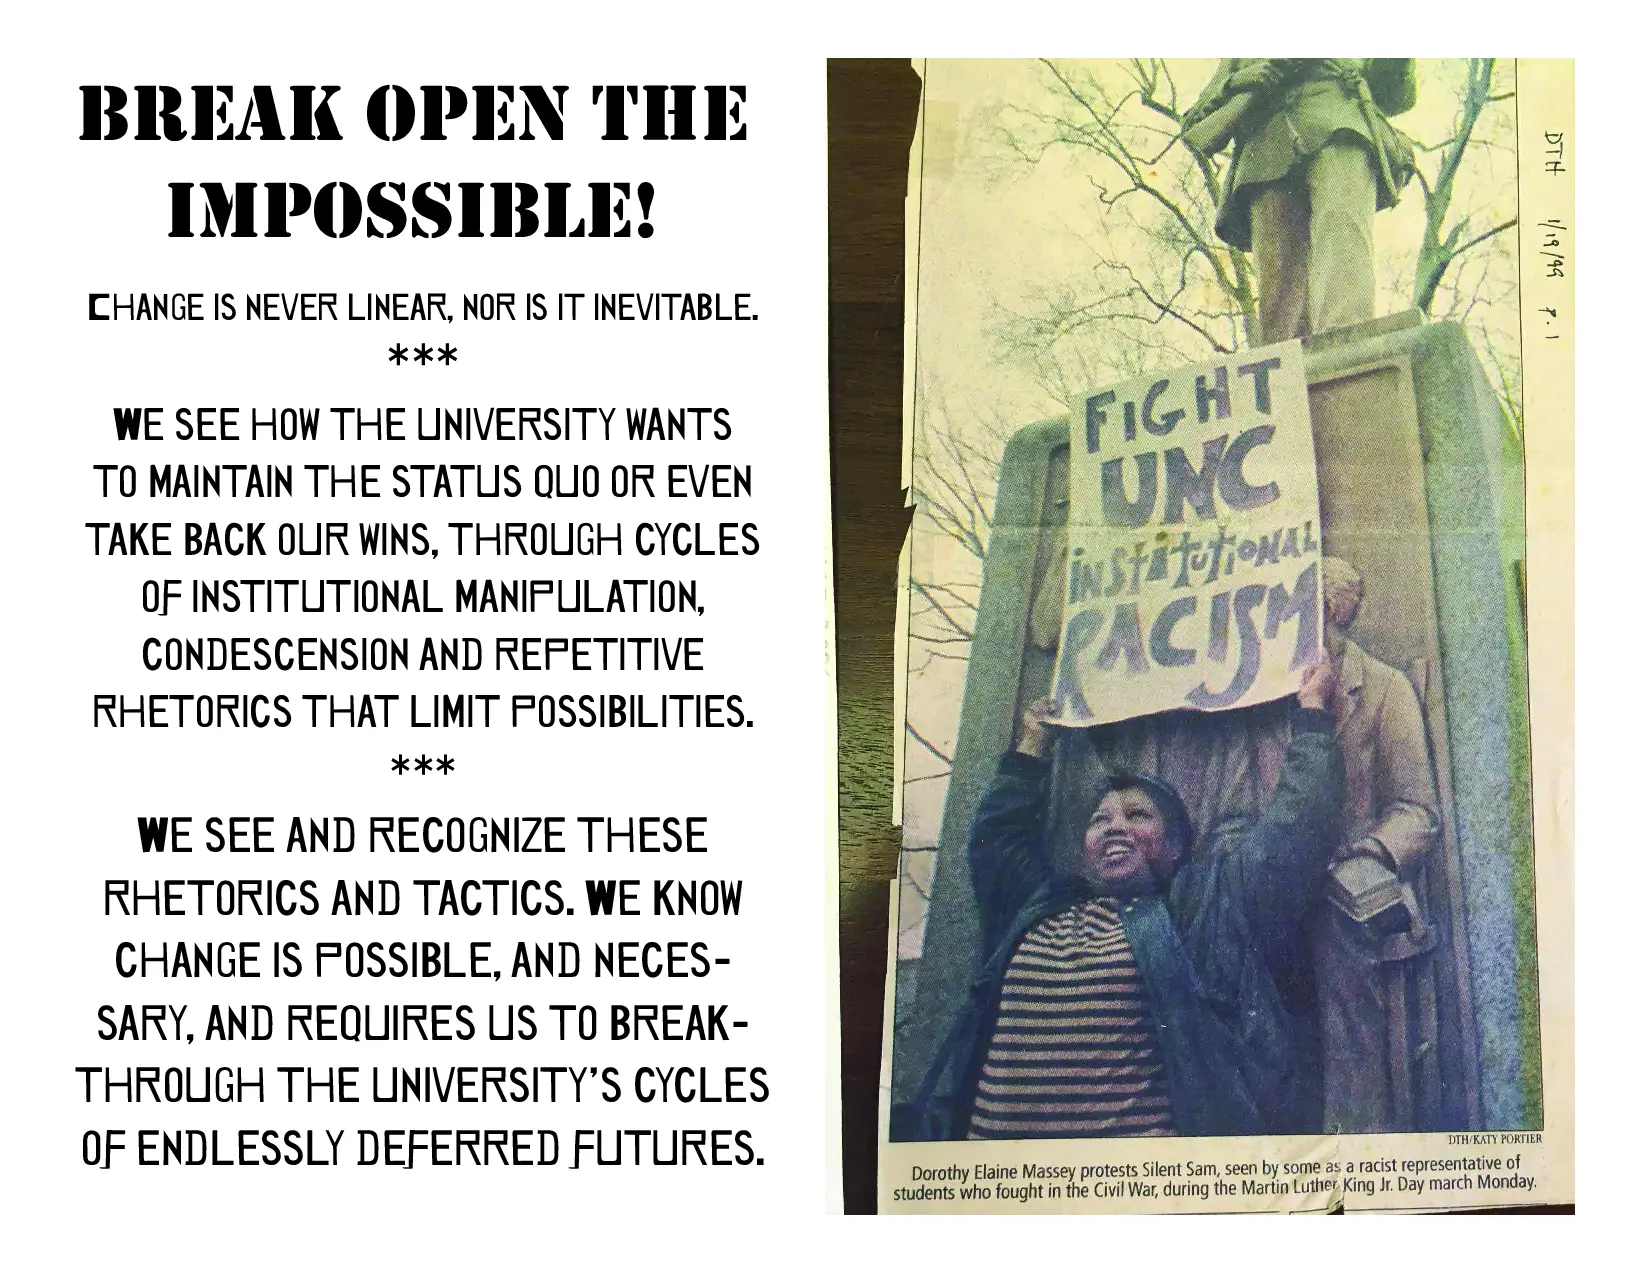 BREAK OPEN THE
IMPOSSIBLE!
CHANGE IS NEVER LINEAR, NOR IS IT INEVITABLE.
***
WE SEE HOW THE UNIVERSITY WANTS
TO MAINTAIN THE STATUS QUO OR EVEN
TAKE BACK OUR WINS, THROUGH CYCLES
OF INSTITUTIONAL MANIPULATION,
CONDESCENSION AND REPETITIVE
RHETORICS THAT LIMIT POSSIBILITIES.
***
WE SEE AND RECOGNIZE THESE
RHETORICS AND TACTICS. WE KNOW
CHANGE IS POSSIBLE, AND NECES-
SARY, AND REQUIRES US TO BREAK-
THROUGH THE UNIVERSITY'S CYCLES
OF ENDLESSLY DEFERRED FUTURES.
DTH 1/19/99 P. 1
FIGHT
UNC
INSTITUTIONAL
RACISM
DTH/KATY PORTIER
Dorothy Elaine Massey protests Silent Sam, seen by some as a racist representative of
students who fought in the Civil War, during the Martin Luther King Jr. Day march Monday.